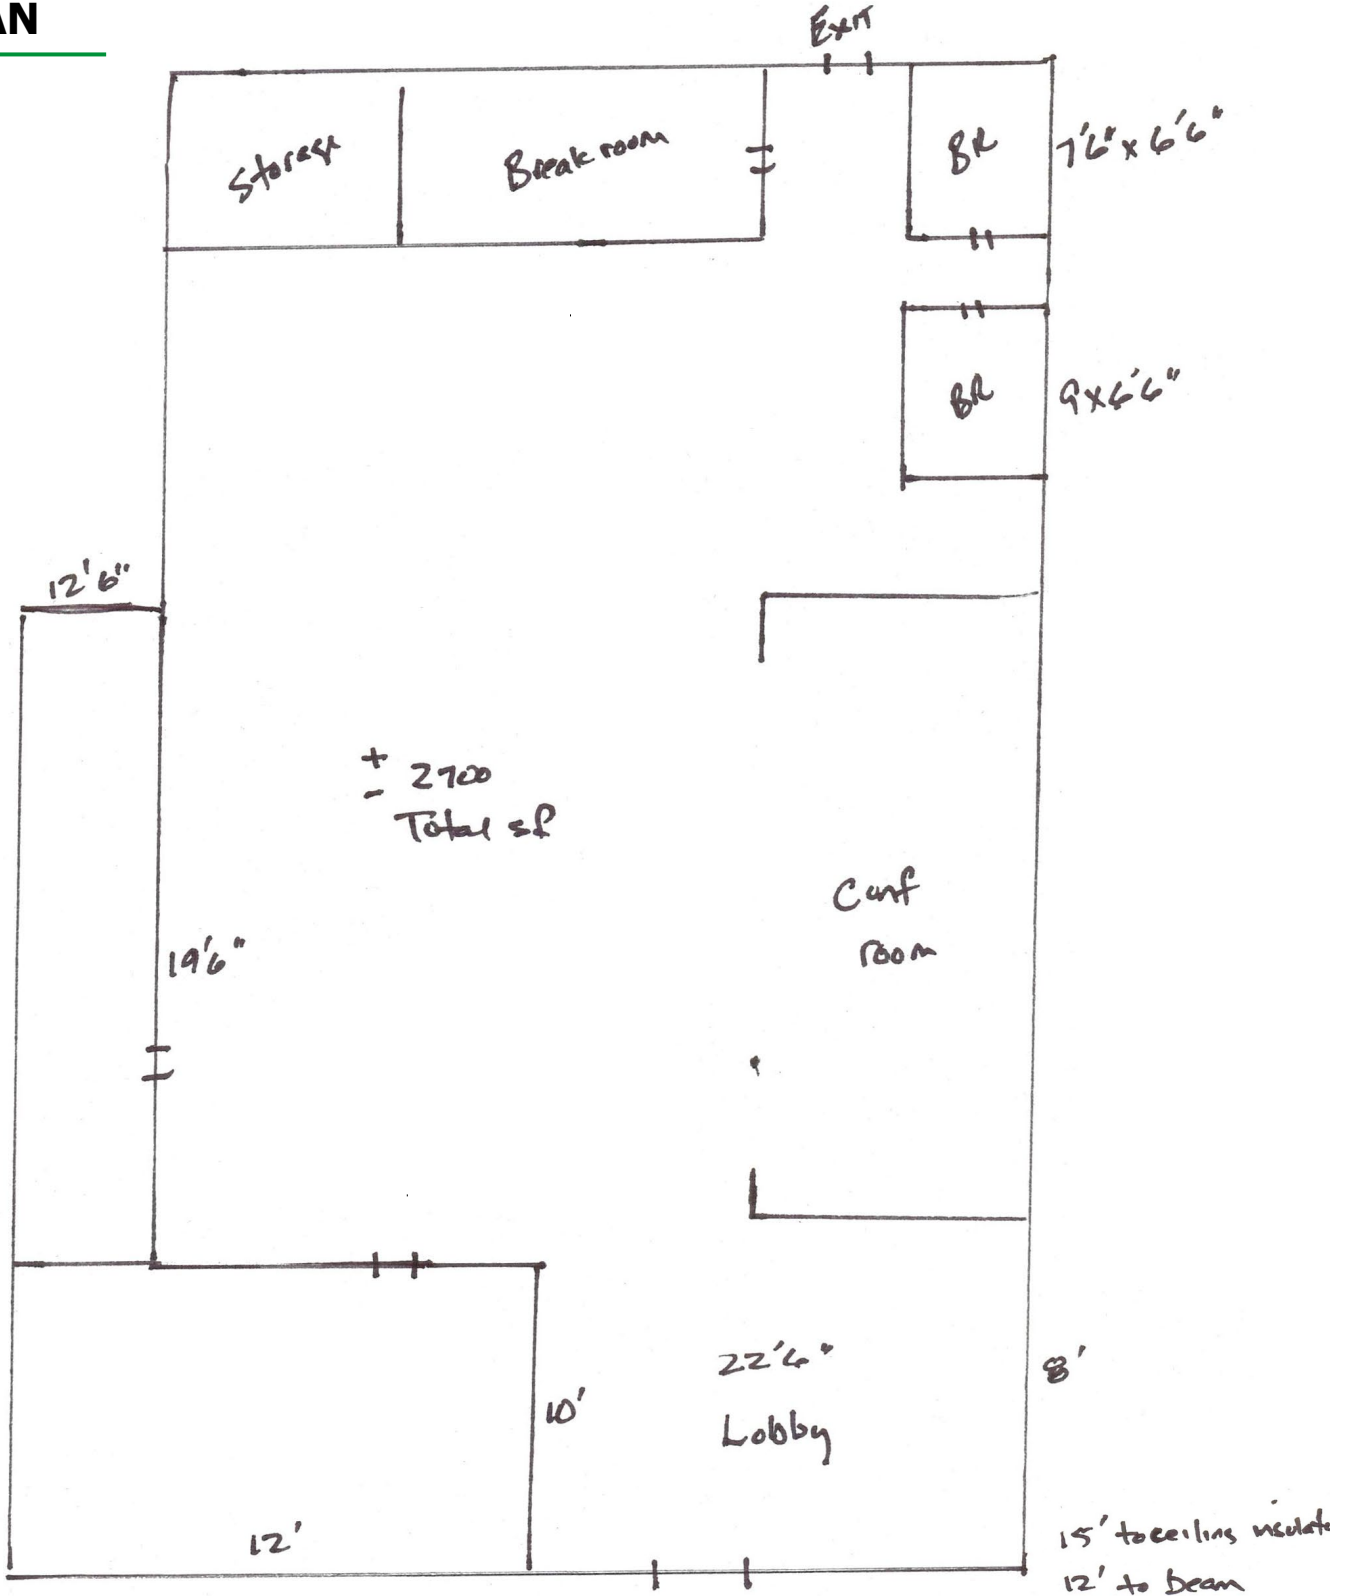 AN
Exit
Storage
Break room
BR
7'6" x 6'6"
BR
9x6'6"
12'6"
+
- 2700
Total sf
Conf
room
19'6"
22'6"
Lobby
8'
10'
12'
15' to ceiling insulate
12' to beam